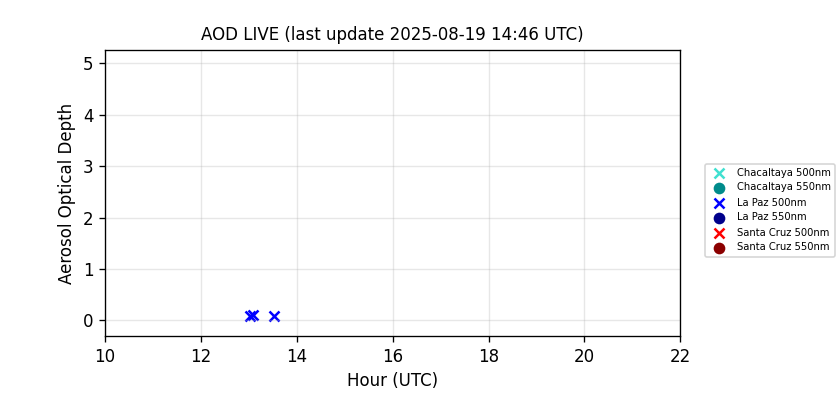 AOD LIVE (last update 2025-08-19 14:46 UTC)
Aerosol Optical Depth
5
4
3
2
1
0
10 12 14 16 18 20 22
Hour (UTC)
Chacaltaya 500nm
Chacaltaya 550nm
La Paz 500nm
La Paz 550nm
Santa Cruz 500nm
Santa Cruz 550nm